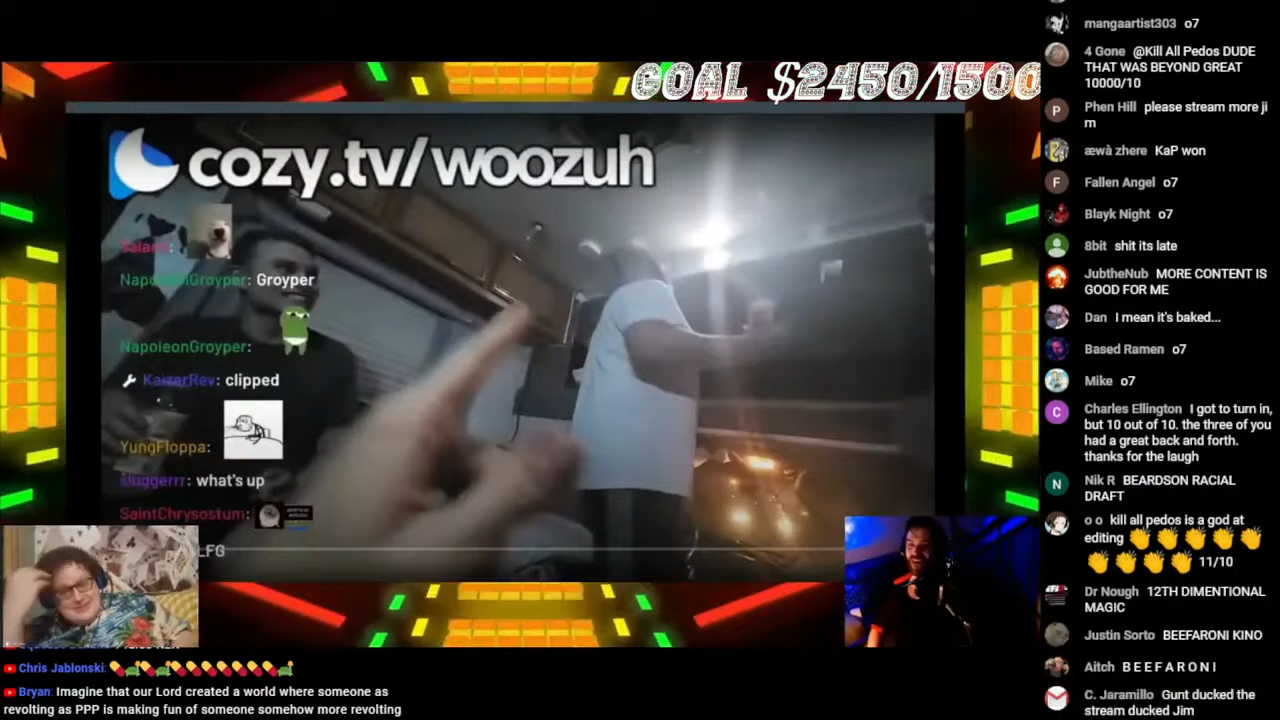 GOAL $2450/1500
cozy.tv/woozuh
NapoleonGroyper: Groyper
NapoleonGroyper:
KaizarRev: clipped
YungFloppa:
sluggerrr: what's up
SaintChrysostum:
LFG
Chris Jablonski:
Bryan: Imagine that our Lord created a world where someone as
revolting as PPP is making fun of someone somehow more revolting
mangaartist303 o7
4 Gone @Kill All Pedos DUDE
THAT WAS BEYOND GREAT
10000/10
P
Phen Hill please stream more ji
m
æwà zhere KaP won
F
Fallen Angel o7
Blayk Night o7
8bit shit its late
JubtheNub MORE CONTENT IS
GOOD FOR ME
Dan I mean it's baked...
Based Ramen o7
Mike o7
C
Charles Ellington I got to turn in,
but 10 out of 10. the three of you
had a great back and forth.
thanks for the laugh
Nik R BEARDSON RACIAL
DRAFT
o o kill all pedos is a god at
editing
11/10
Dr Nough 12TH DIMENTIONAL
MAGIC
Justin Sorto BEEFARONI KINO
Aitch B E E F A R O N I
C. Jaramillo Gunt ducked the
stream ducked Jim